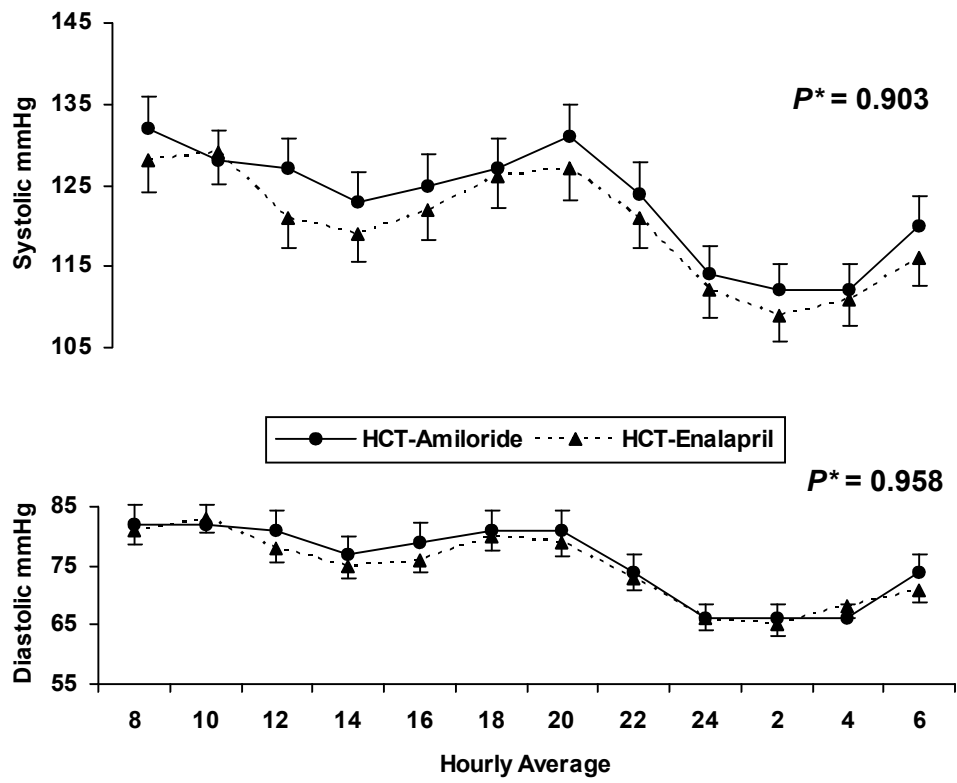 145
135
125
115
105
Systolic mmHg
P* = 0.903
HCT-Amiloride HCT-Enalapril
P* = 0.958
85
75
65
55
Diastolic mmHg
8 10 12 14 16 18 20 22 24 2 4 6
Hourly Average